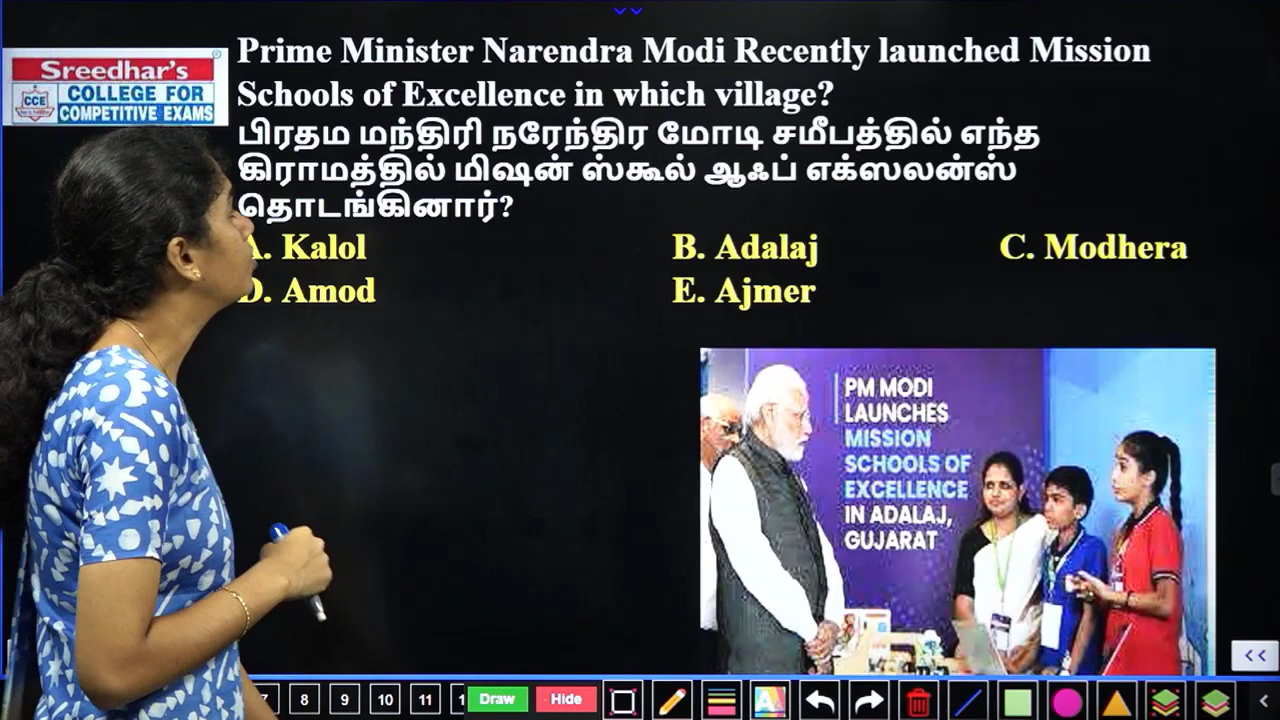 Prime Minister Narendra Modi Recently launched Mission
Schools of Excellence in which village?
பிரதம மந்திரி நரேந்திர மோடி சமீபத்தில் எந்த
கிராமத்தில் மிஷன் ஸ்கூல் ஆஃப் எக்ஸலன்ஸ்
தொடங்கினார்?
Sreedhar's
CCE
COLLEGE FOR
COMPETITIVE EXAMS
A. Kalol B. Adalaj C. Modhera
D. Amod E. Ajmer
PM MODI
LAUNCHES
MISSION
SCHOOLS OF
EXCELLENCE
IN ADALAJ,
GUJARAT
7 8 9 10 11 1 Draw Hide